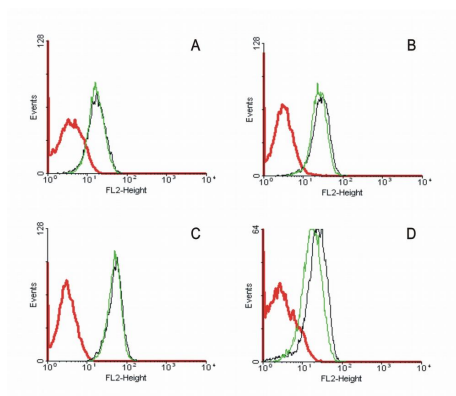 128
Events
0
A
10⁰ 10¹ 10² 10³ 10⁴
FL2-Height
128
Events
0
B
10⁰ 10¹ 10² 10³ 10⁴
FL2-Height
128
Events
0
C
10⁰ 10¹ 10² 10³ 10⁴
FL2-Height
64
Events
0
D
10⁰ 10¹ 10² 10³ 10⁴
FL2-Height